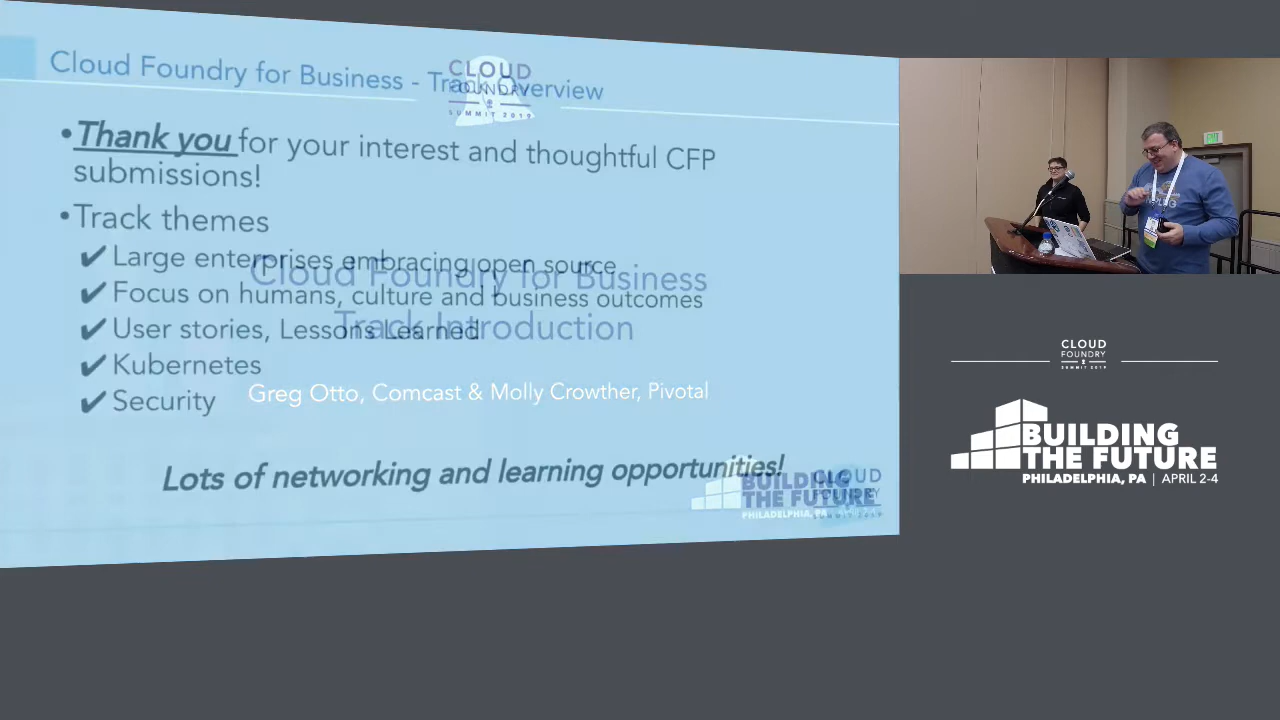 Cloud Foundry for Business - Track Overview
CLOUD
FOUNDRY
SUMMIT 2019
•Thank you for your interest and thoughtful CFP
submissions!
•Track themes
✔Large enterprises embracing open source
✔Focus on humans, culture and business outcomes
✔User stories, Lessons Learned
✔Kubernetes
✔Security
Lots of networking and learning opportunities!
Cloud Foundry for Business
Track Introduction
Greg Otto, Comcast & Molly Crowther, Pivotal
BUILDING
THE FUTURE
PHILADELPHIA, PA
CLOUD
FOUNDRY
EXIT
CLOUD
FOUNDRY
SUMMIT 2019
BUILDING
THE FUTURE
PHILADELPHIA, PA | APRIL 2-4